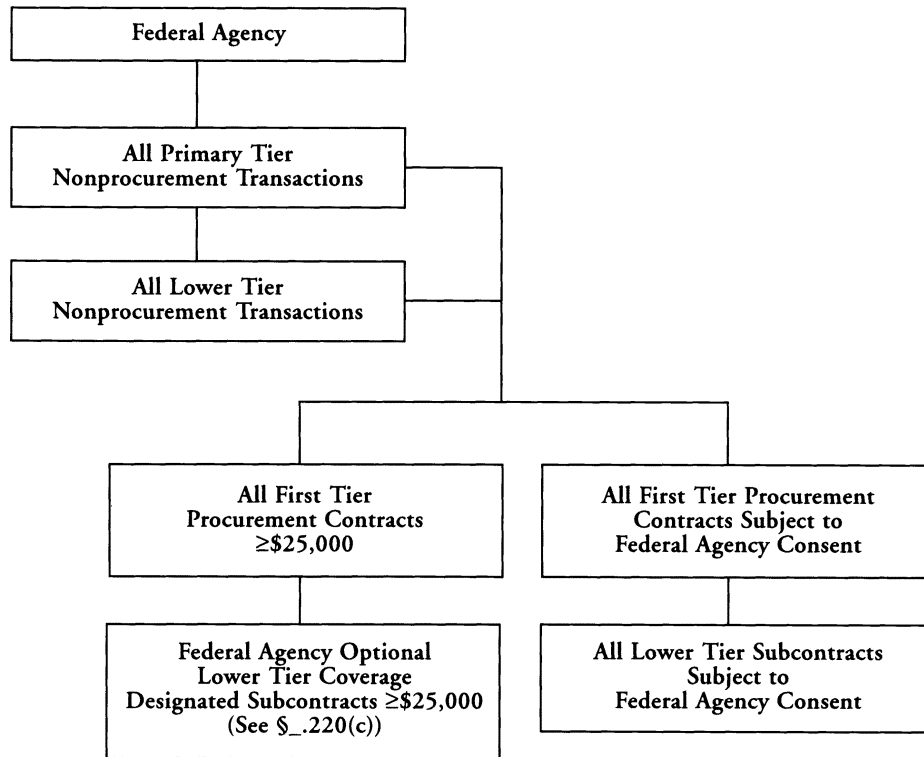 Federal Agency
All Primary Tier
Nonprocurement Transactions
All Lower Tier
Nonprocurement Transactions
All First Tier
Procurement Contracts
≥$25,000
All First Tier Procurement
Contracts Subject to
Federal Agency Consent
Federal Agency Optional
Lower Tier Coverage
Designated Subcontracts ≥$25,000
(See §_.220(c))
All Lower Tier Subcontracts
Subject to
Federal Agency Consent